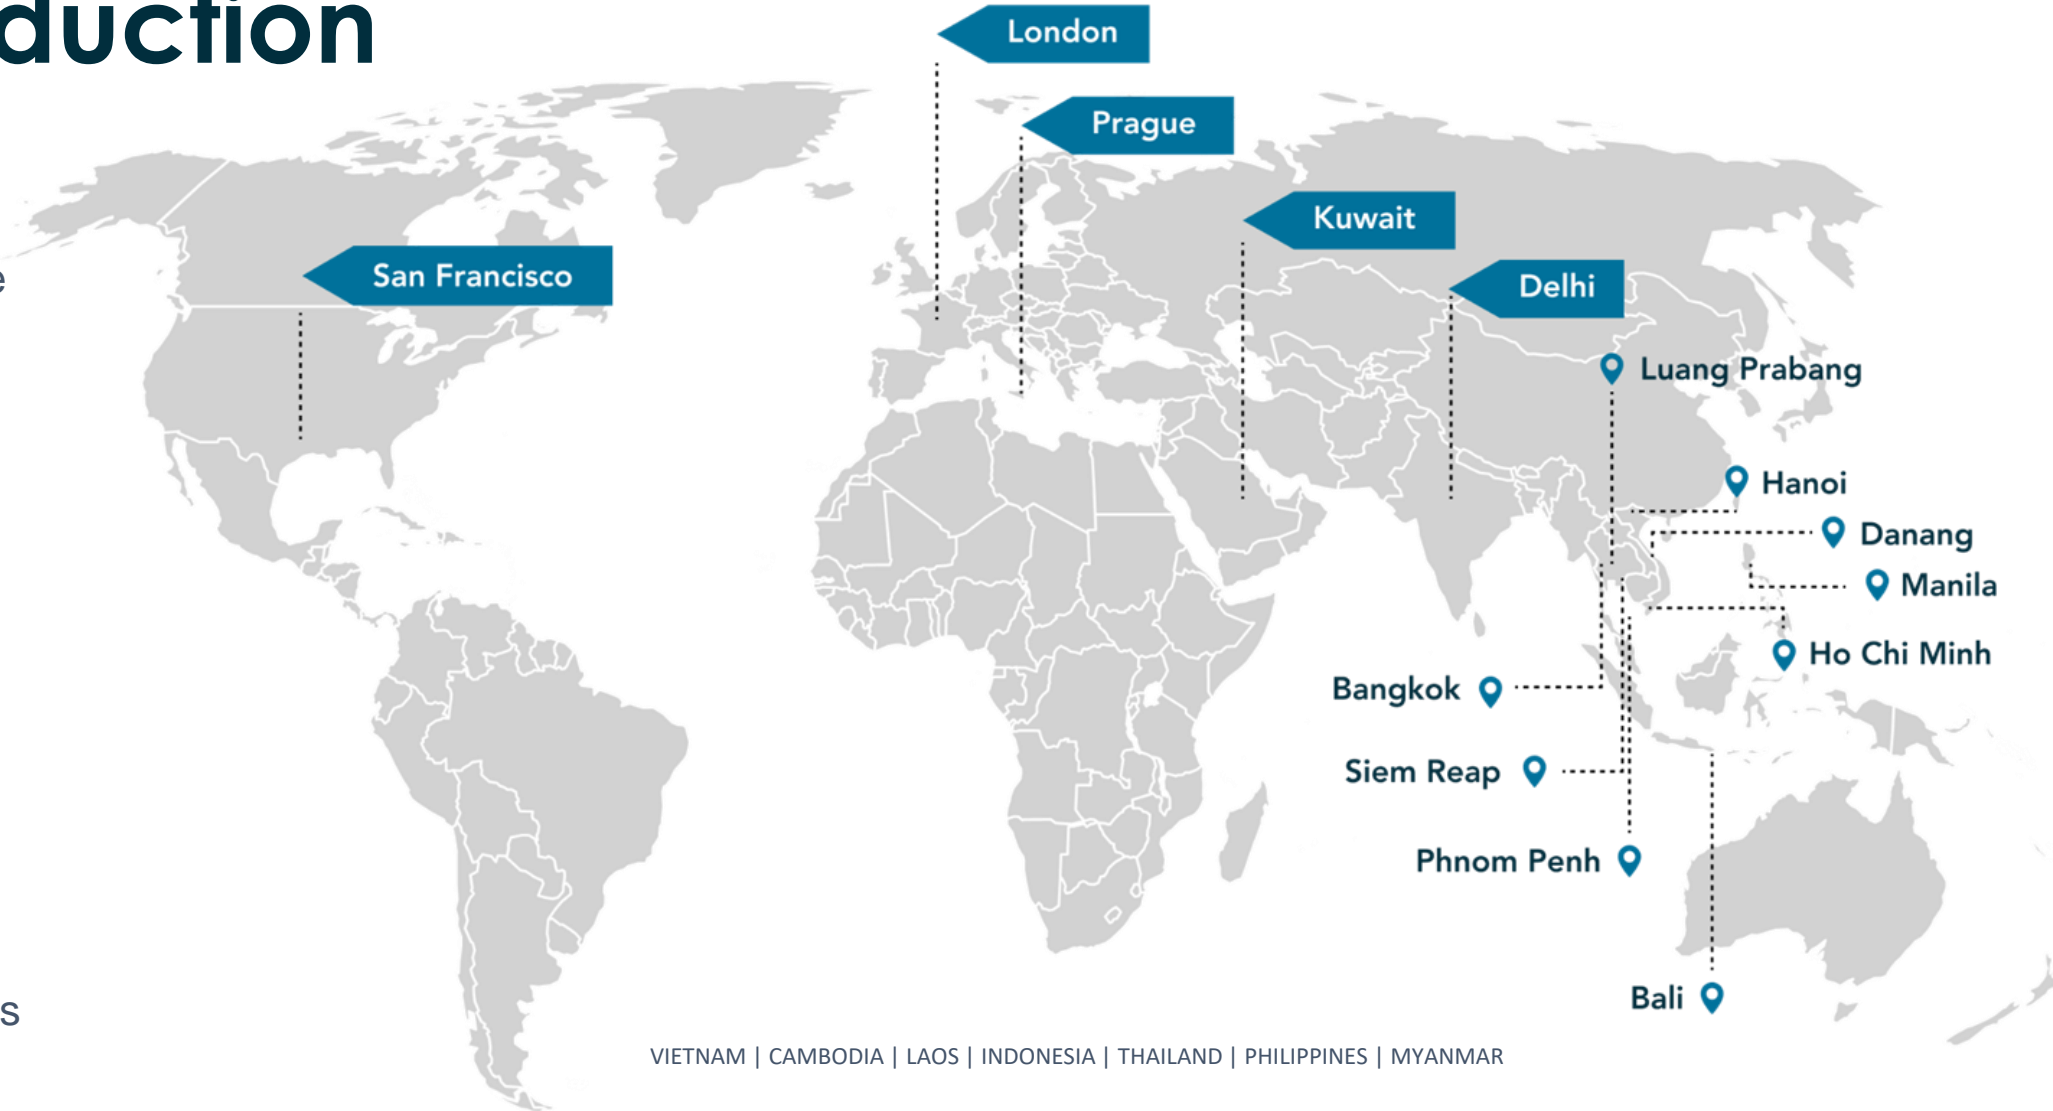 duction
London
Prague
Kuwait
San Francisco
e
Delhi
Luang Prabang
Hanoi
Danang
Manila
Ho Chi Minh
Bangkok
Siem Reap
Phnom Penh
Bali
s
VIETNAM | CAMBODIA | LAOS | INDONESIA | THAILAND | PHILIPPINES | MYANMAR